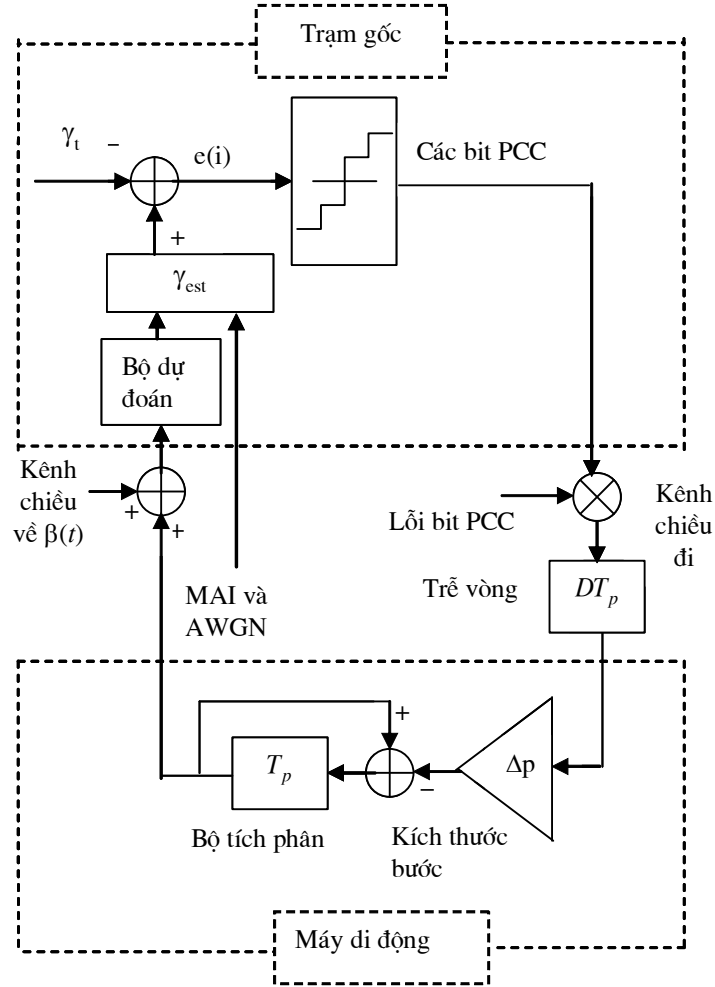 Trạm gốc
γt
−
e(i)
Các bit PCC
+
γest
Bộ dự
đoán
Kênh
chiều
về β(t)
+
+
Lỗi bit PCC
Kênh
chiều
đi
MAI và
AWGN
Trễ vòng
DTp
+
Tp
−
Δp
Bộ tích phân
Kích thước
bước
Máy di động